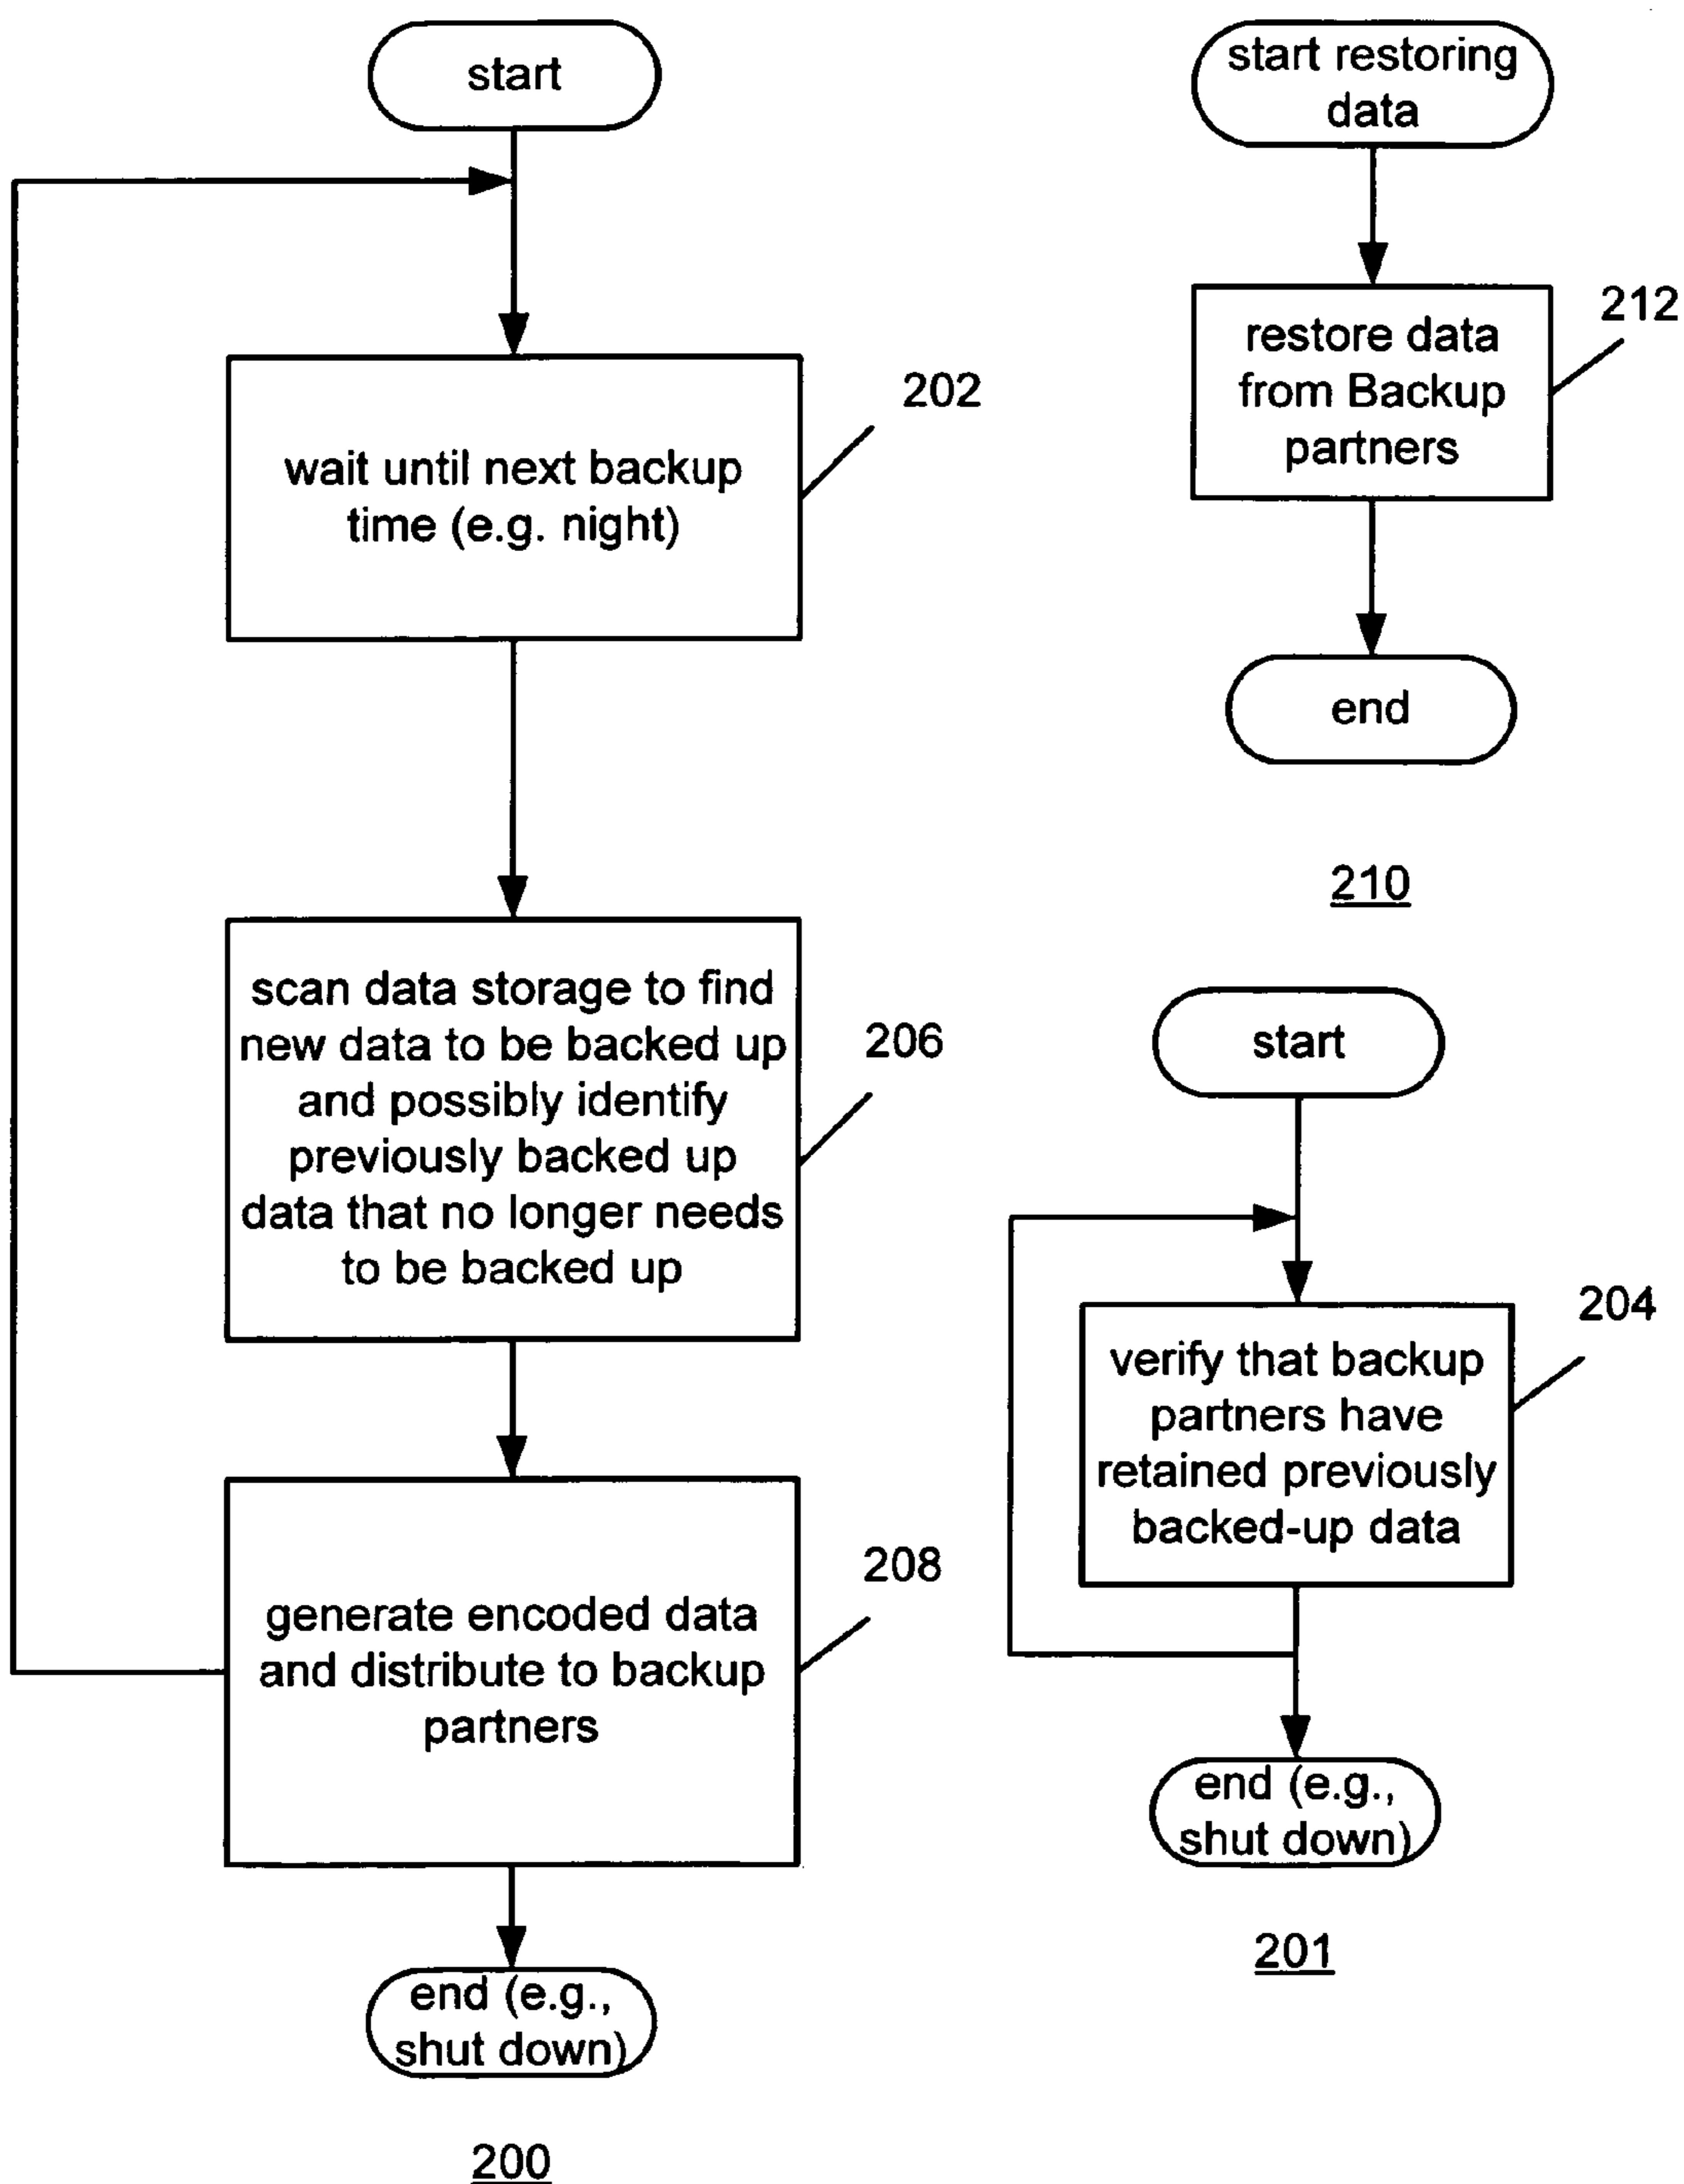 start
wait until next backup
time (e.g. night)
202
scan data storage to find
new data to be backed up
and possibly identify
previously backed up
data that no longer needs
to be backed up
206
generate encoded data
and distribute to backup
partners
208
end (e.g.,
shut down)
200
start restoring
data
restore data
from Backup
partners
212
end
210
start
verify that backup
partners have
retained previously
backed-up data
204
end (e.g.,
shut down)
201